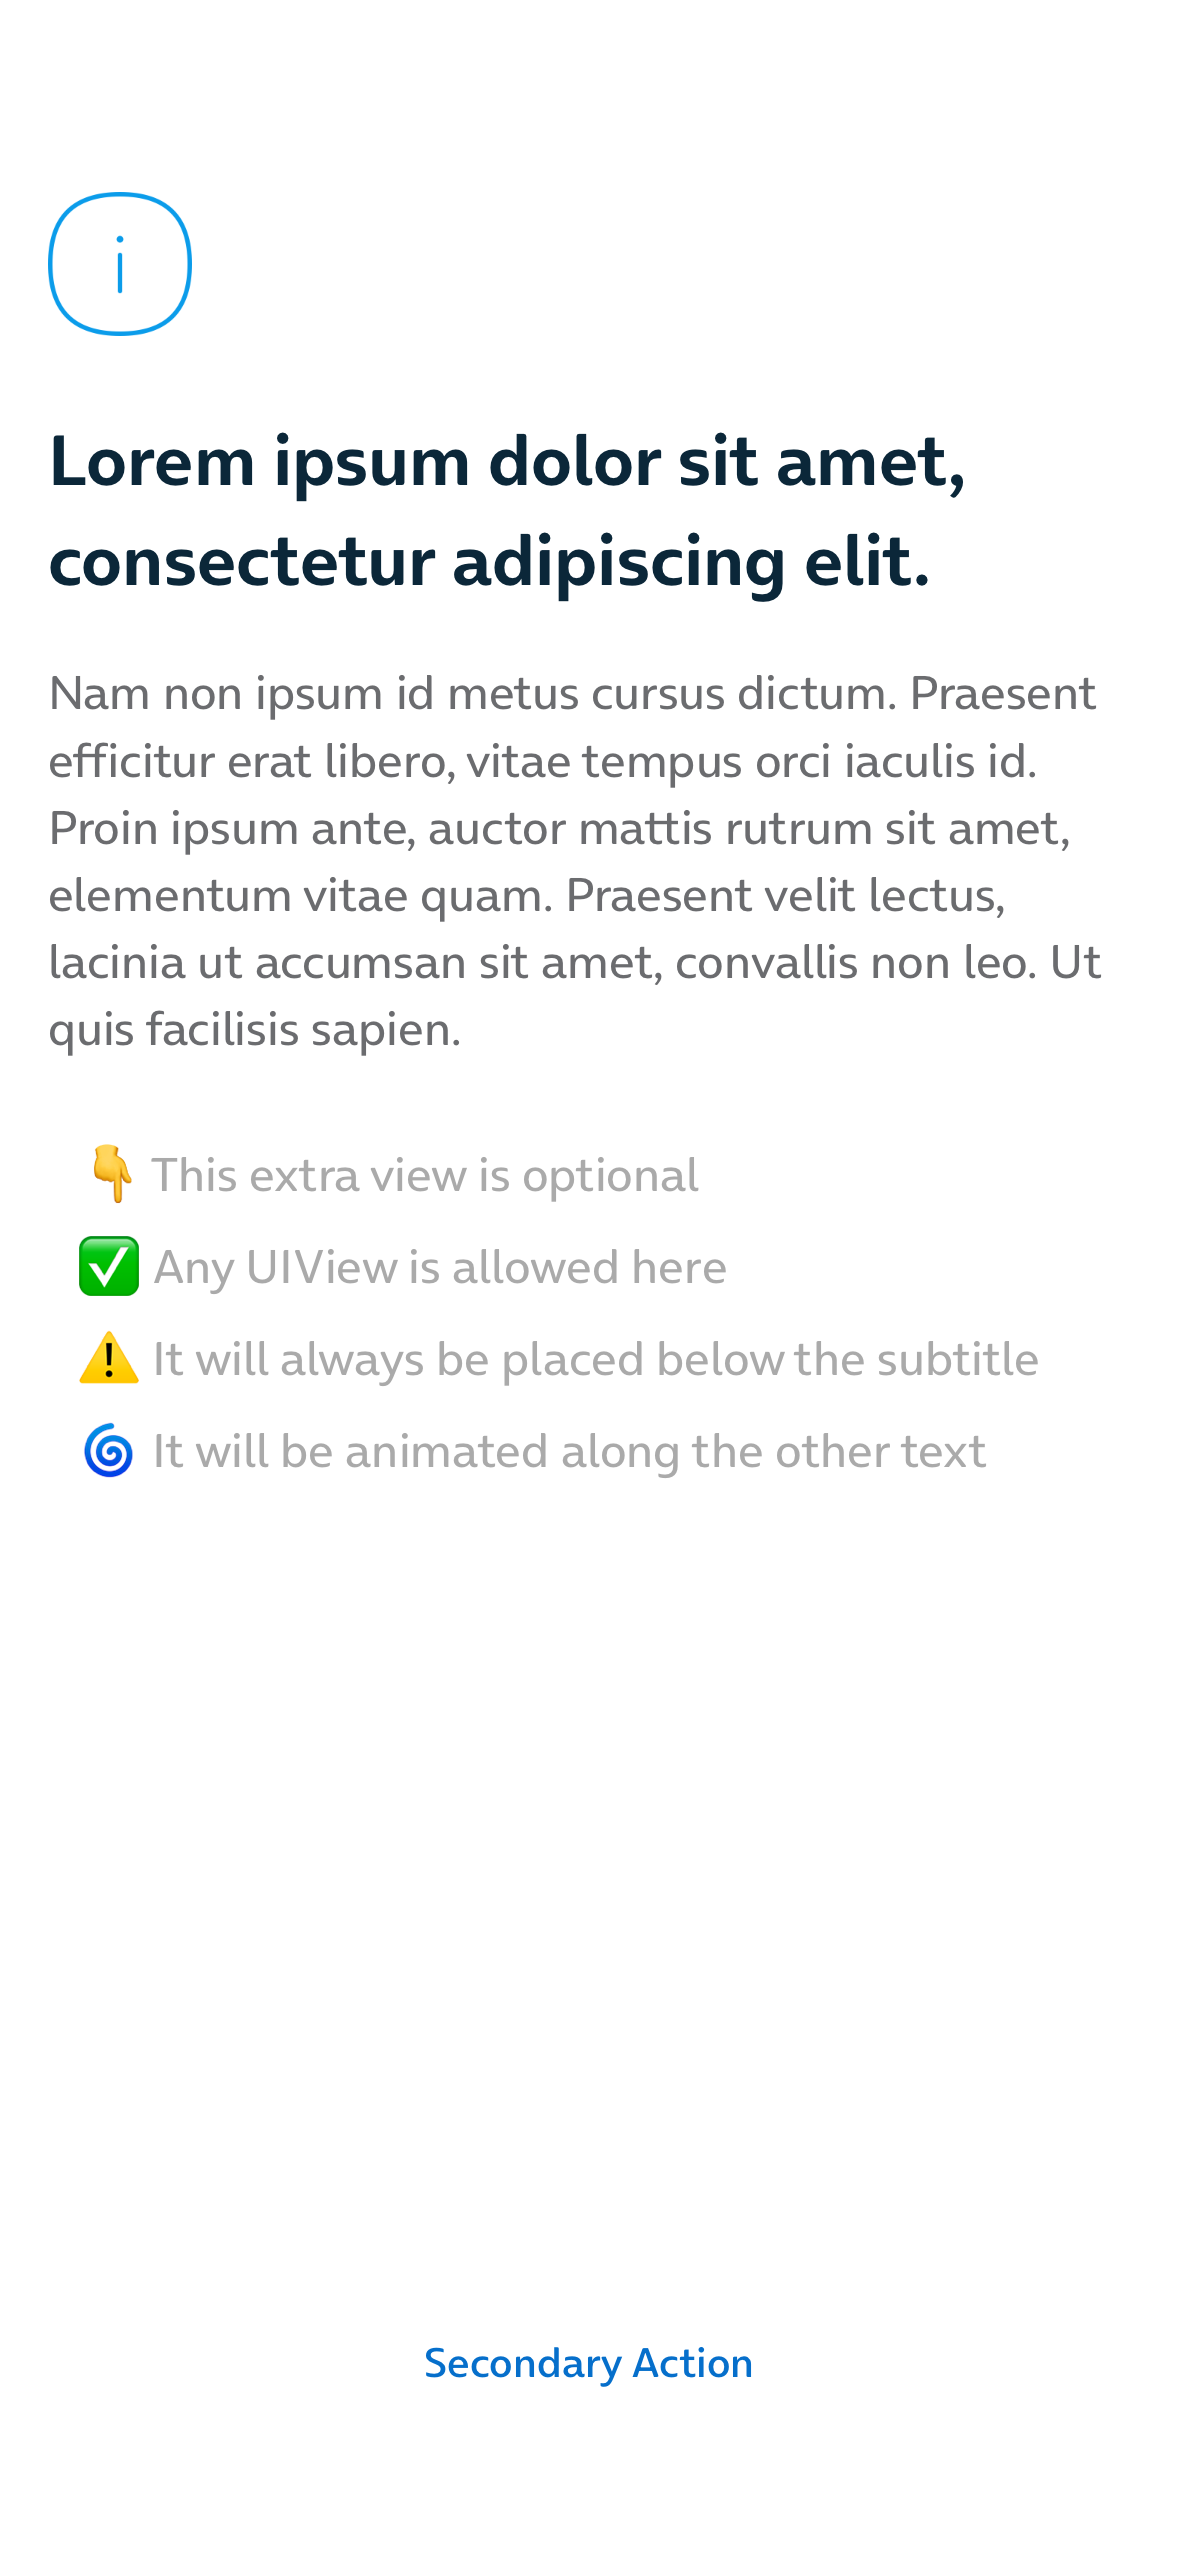 Lorem ipsum dolor sit amet,
consectetur adipiscing elit.
Nam non ipsum id metus cursus dictum. Praesent
efficitur erat libero, vitae tempus orci iaculis id.
Proin ipsum ante, auctor mattis rutrum sit amet,
elementum vitae quam. Praesent velit lectus,
lacinia ut accumsan sit amet, convallis non leo. Ut
quis facilisis sapien.
👇 This extra view is optional
✅ Any UIView is allowed here
⚠️ It will always be placed below the subtitle
🌀 It will be animated along the other text
Secondary Action